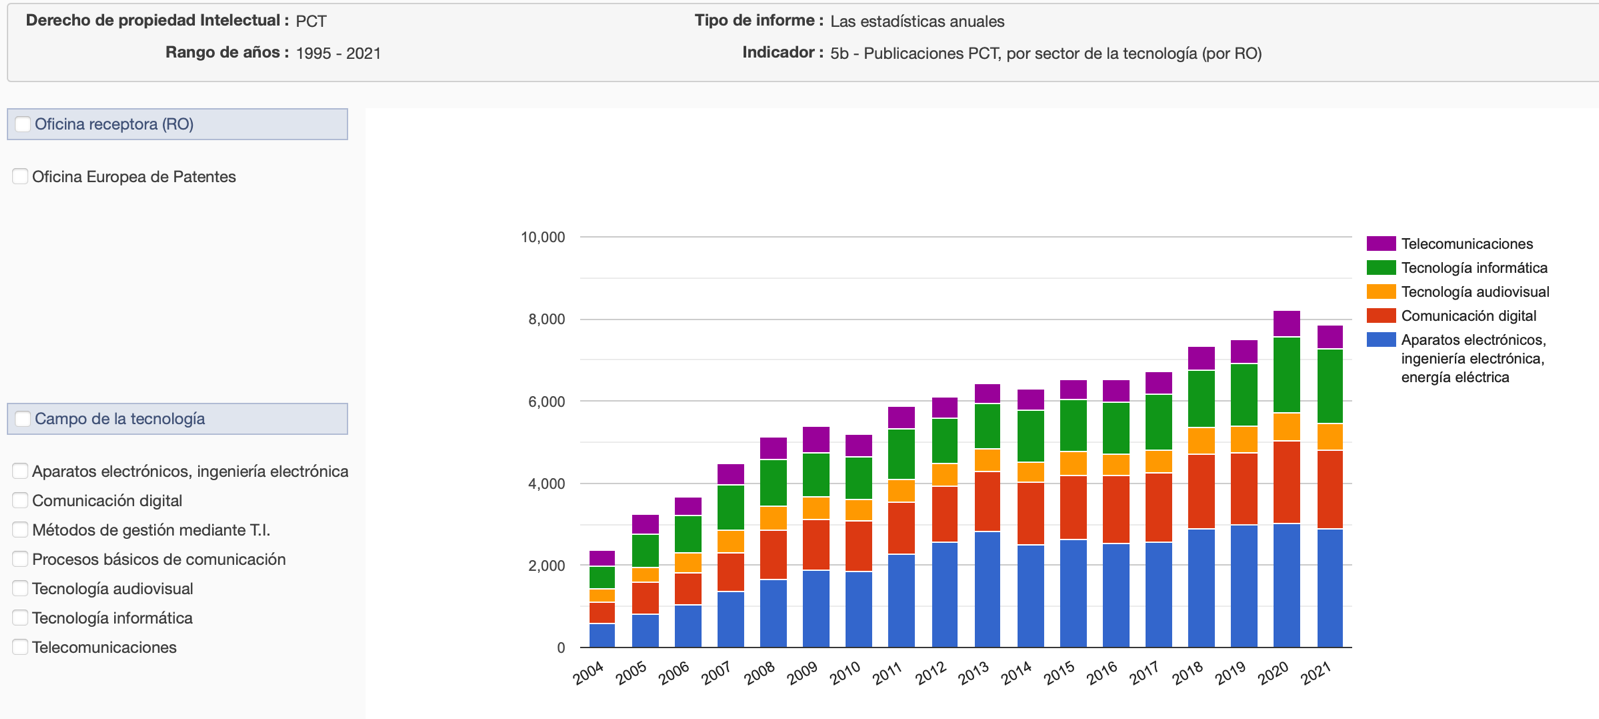 Derecho de propiedad Intelectual : PCT
Tipo de informe : Las estadísticas anuales
Rango de años : 1995 - 2021
Indicador : 5b - Publicaciones PCT, por sector de la tecnología (por RO)
Oficina receptora (RO)
Oficina Europea de Patentes
Campo de la tecnología
Aparatos electrónicos, ingeniería electrónica
Comunicación digital
Métodos de gestión mediante T.I.
Procesos básicos de comunicación
Tecnología audiovisual
Tecnología informática
Telecomunicaciones
10,000
8,000
6,000
4,000
2,000
0
2004 2005 2006 2007 2008 2009 2010 2011 2012 2013 2014 2015 2016 2017 2018 2019 2020 2021
Telecomunicaciones
Tecnología informática
Tecnología audiovisual
Comunicación digital
Aparatos electrónicos,
ingeniería electrónica,
energía eléctrica